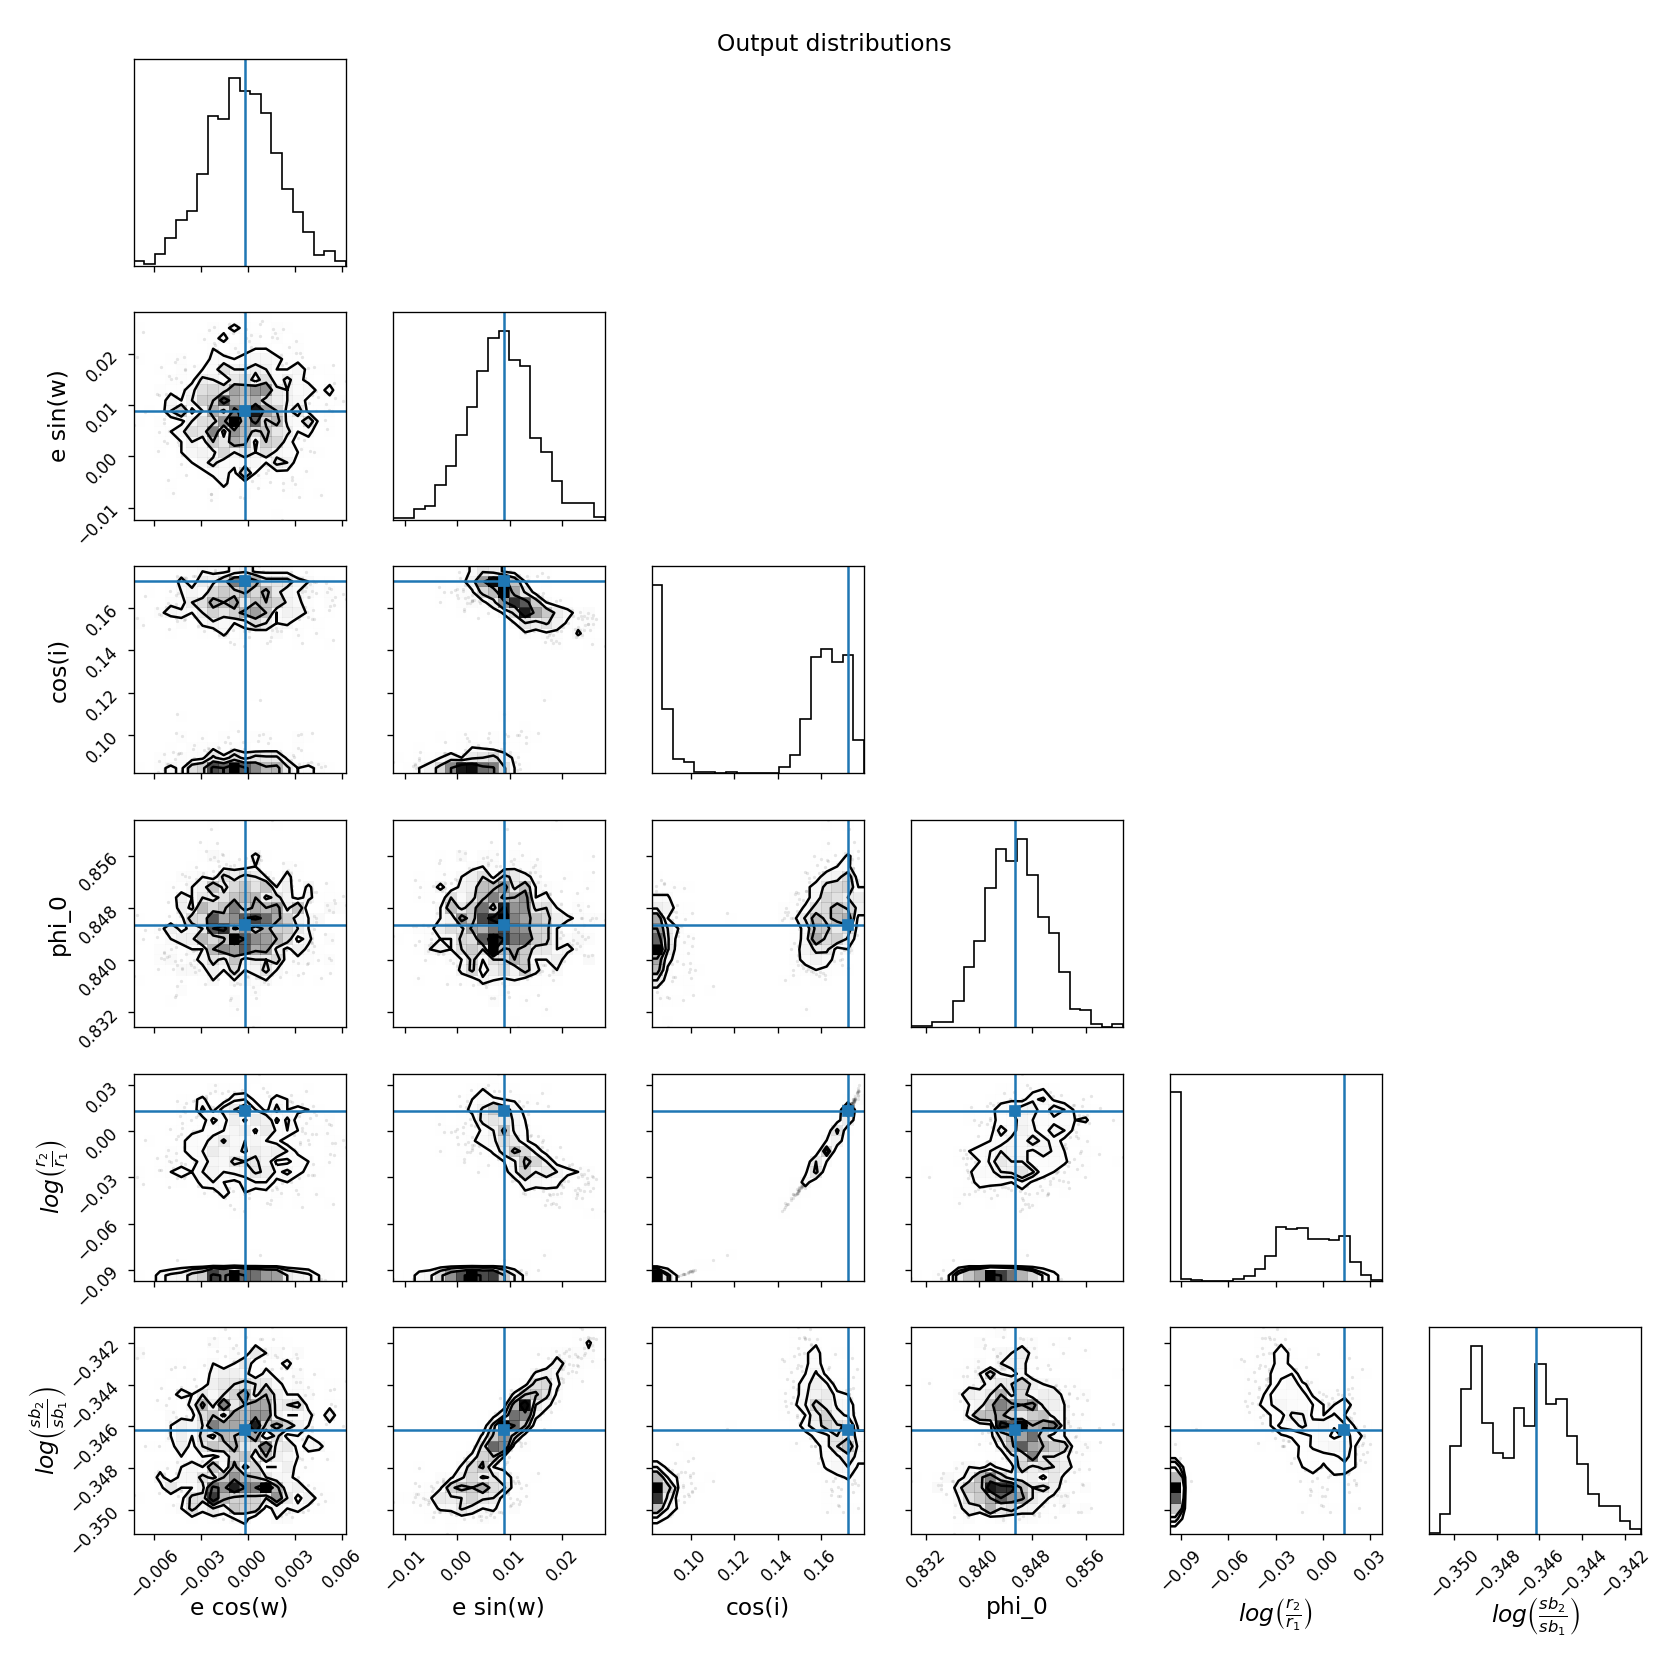 Output distributions
e sin(w)
0.02
0.01
0.00
−0.01
cos(i)
0.16
0.14
0.12
0.10
phi_0
0.856
0.848
0.840
0.832
log(r2/r1)
0.03
0.00
−0.03
−0.06
−0.09
log(sb2/sb1)
−0.342
−0.344
−0.346
−0.348
−0.350
−0.006 −0.003 0.000 0.003 0.006
e cos(w)
−0.01 0.00 0.01 0.02
e sin(w)
0.10 0.12 0.14 0.16
cos(i)
0.832 0.840 0.848 0.856
phi_0
−0.09 −0.06 −0.03 0.00 0.03
log(r2/r1)
−0.350 −0.348 −0.346 −0.344 −0.342
log(sb2/sb1)